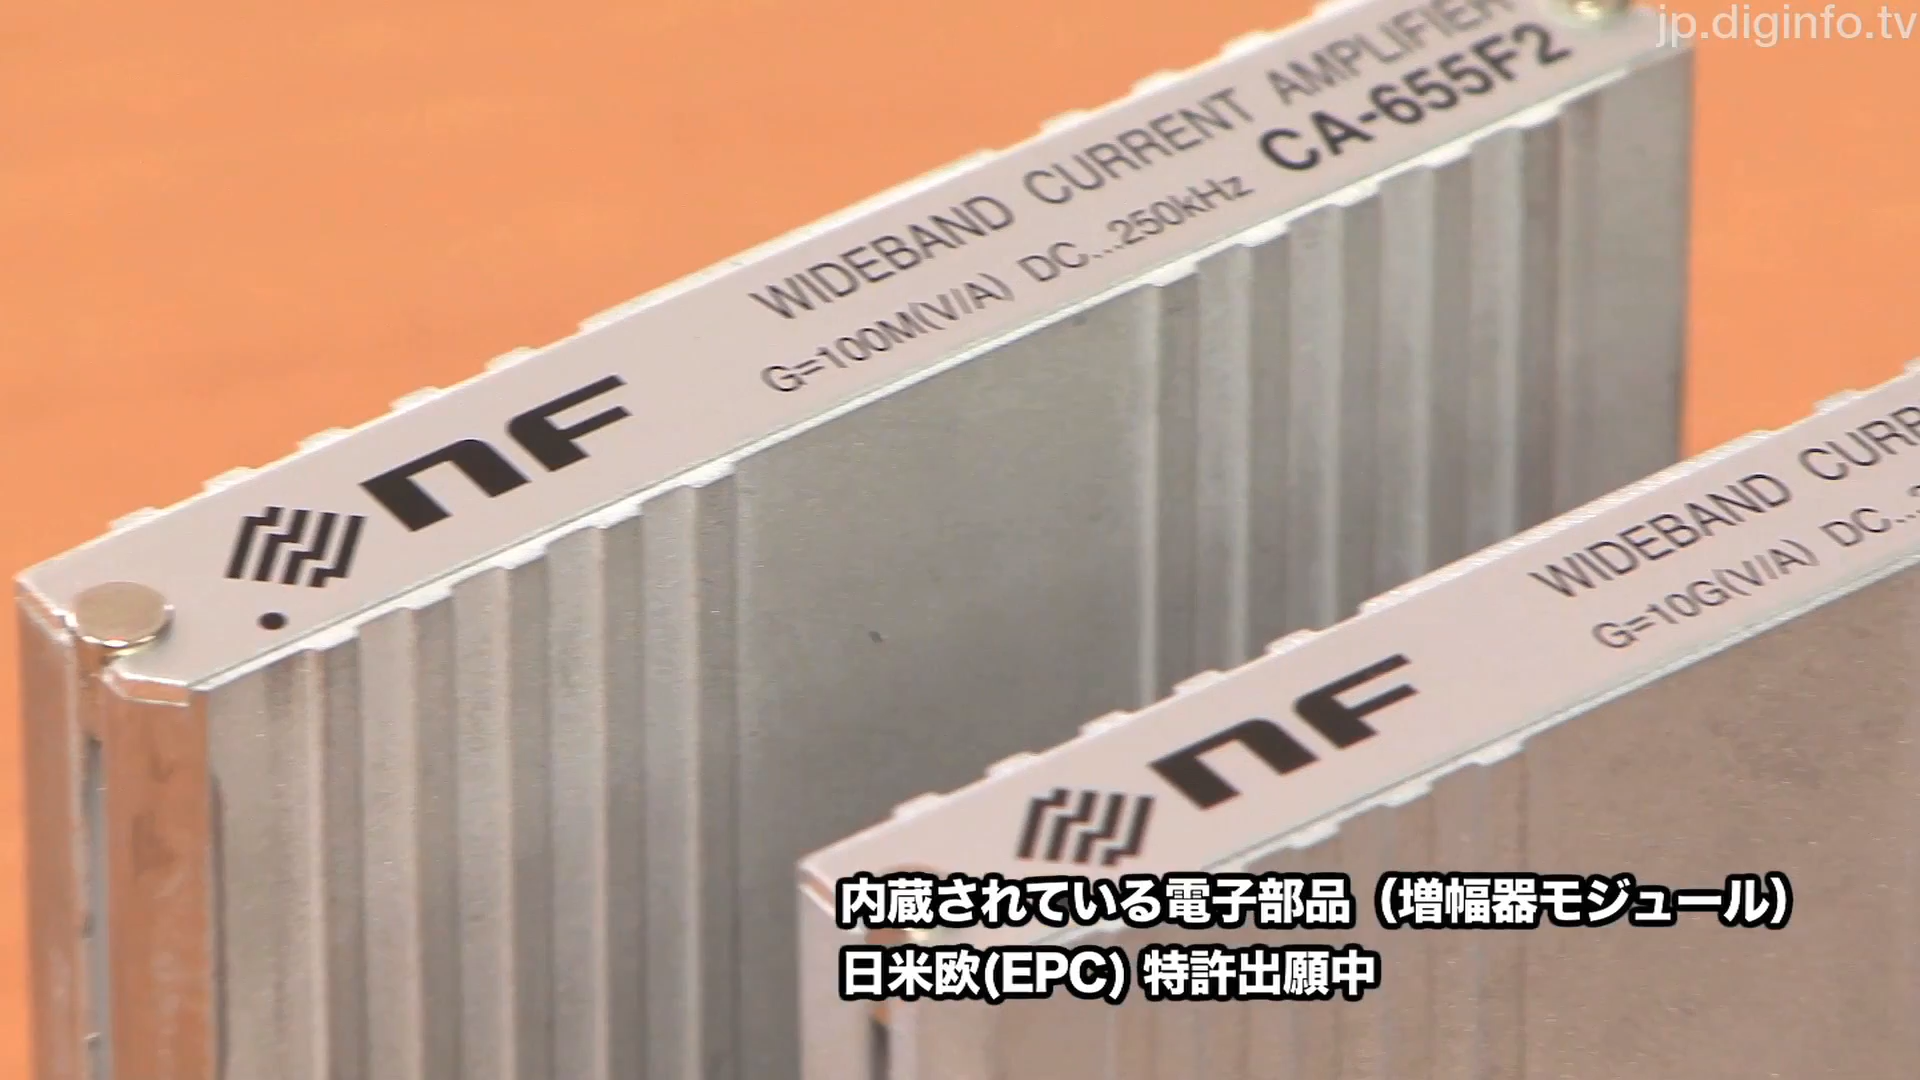 jp.diginfo.tv
WIDEBAND CURRENT AMPLIFIER
G=100M(V/A) DC...250kHz CA-655F2
nF
WIDEBAND
G=10G(V/A) DC...
nF
内蔵されている電子部品（増幅器モジュール）
日米欧(EPC) 特許出願中